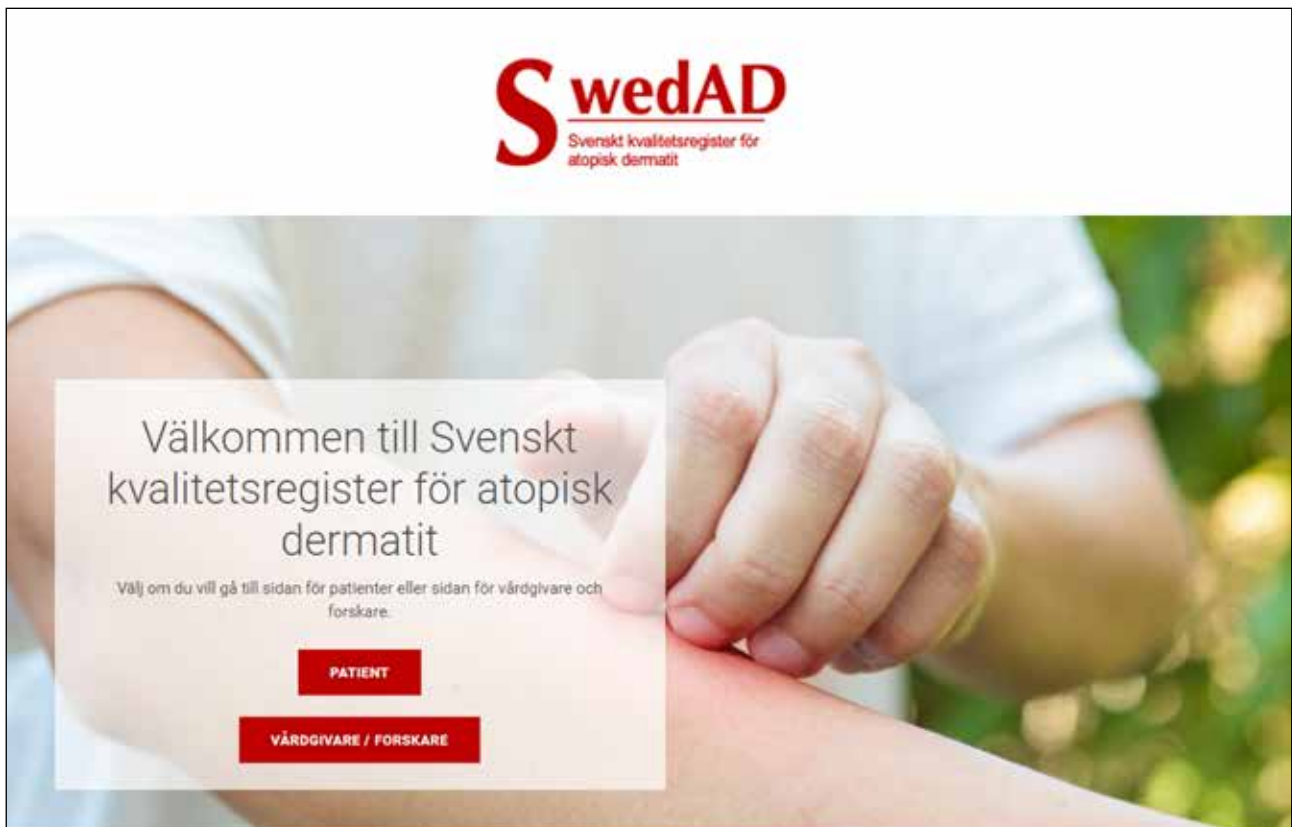 SwedAD
Svenskt kvalitetsregister för
atopisk dermatit
Välkommen till Svenskt
kvalitetsregister för atopisk
dermatit
Välj om du vill gå till sidan för patienter eller sidan för vårdgivare och
forskare.
PATIENT
VÅRDGIVARE / FORSKARE